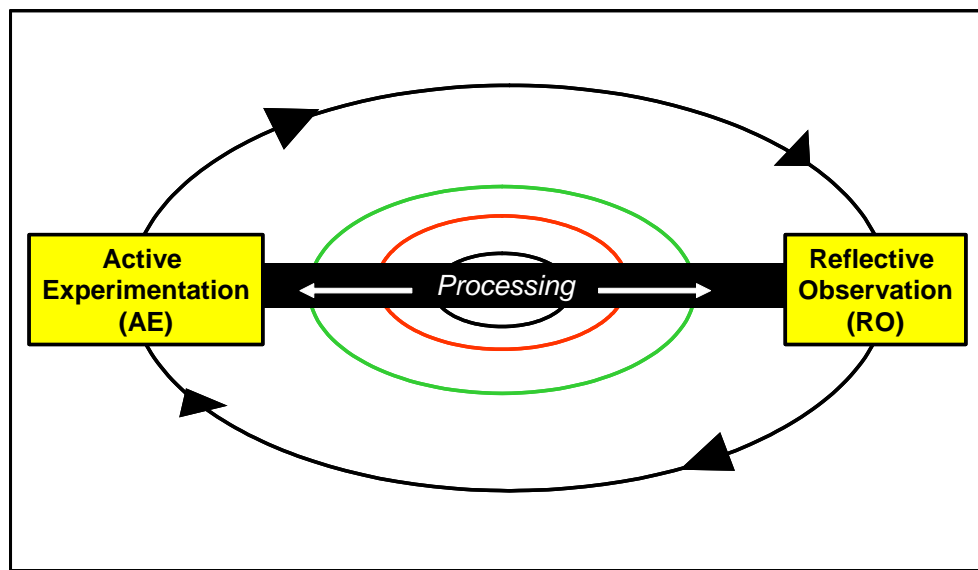 Active
Experimentation
(AE)
Processing
Reflective
Observation
(RO)